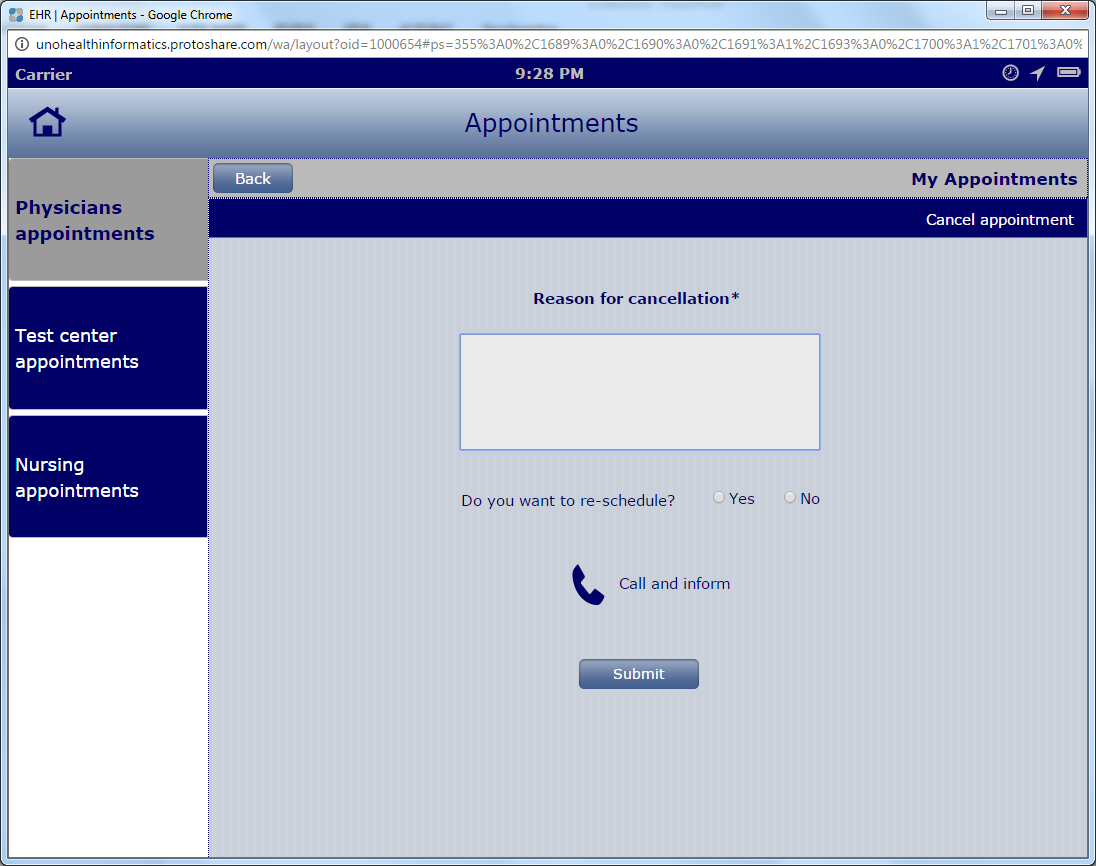 EHR | Appointments - Google Chrome
unohealthinformatics.protoshare.com/wa/layout?oid=1000654#ps=355%3A0%2C1689%3A0%2C1690%3A0%2C1691%3A1%2C1693%3A0%2C1700%3A1%2C1701%3A0%
Carrier 9:28 PM
Appointments
Back My Appointments
Cancel appointment
Physicians
appointments
Test center
appointments
Nursing
appointments
Reason for cancellation*
Do you want to re-schedule? Yes No
Call and inform
Submit